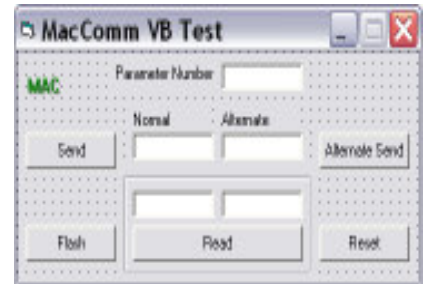 MacComm VB Test
Parameter Number
MAC
Normal Alternate
Send Alternate Send
Flash Read Reset